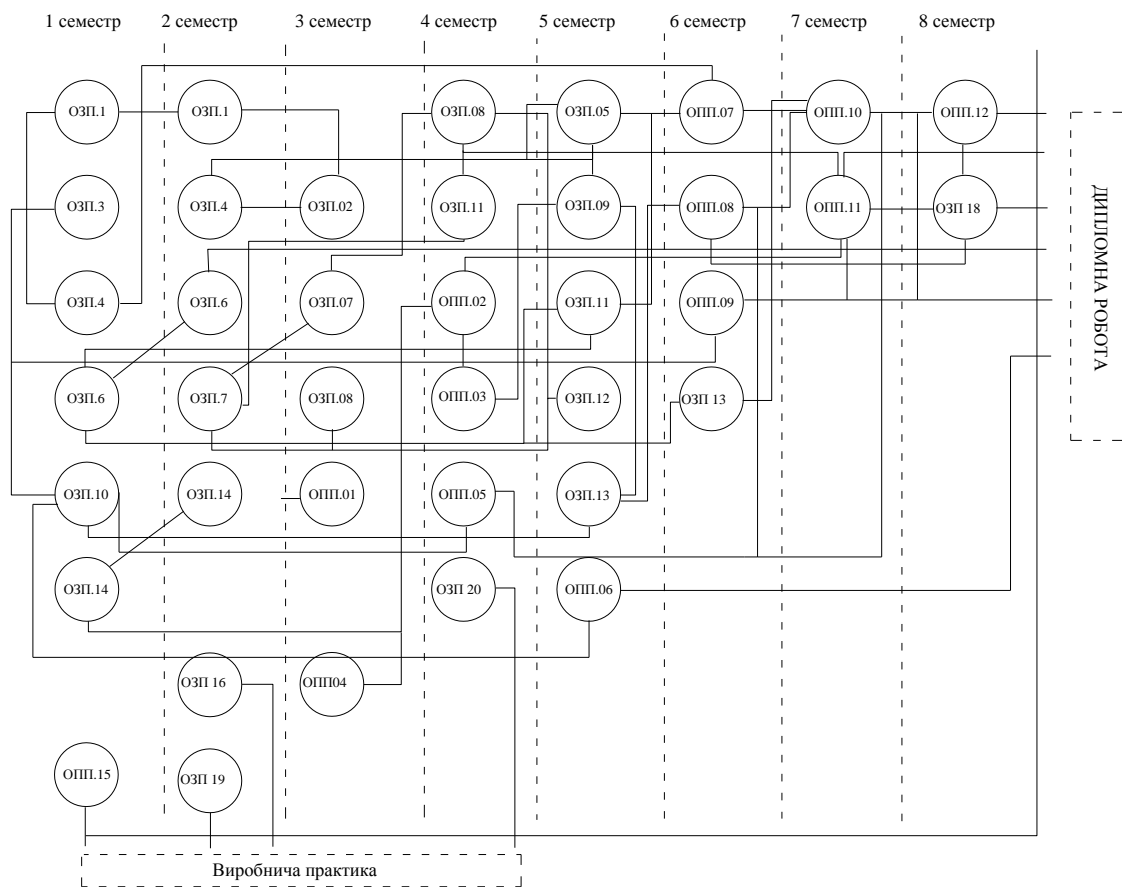 1 семестр 2 семестр 3 семестр 4 семестр 5 семестр 6 семестр 7 семестр 8 семестр
ОЗП.1 ОЗП.1 ОЗП.08 ОЗП.05 ОПП.07 ОПП.10 ОПП.12
ОЗП.3 ОЗП.4 ОЗП.02 ОЗП.11 ОЗП.09 ОПП.08 ОПП.11 ОЗП 18
ОЗП.4 ОЗП.6 ОЗП.07 ОПП.02 ОЗП.11 ОПП.09
ОЗП.6 ОЗП.7 ОЗП.08 ОПП.03 ОЗП.12 ОЗП 13
ОЗП.10 ОЗП.14 ОПП.01 ОПП.05 ОЗП.13
ОЗП.14 ОЗП 20 ОПП.06
ОЗП 16 ОПП04
ОПП.15 ОЗП 19
Виробнича практика
ДИПЛОМНА РОБОТА